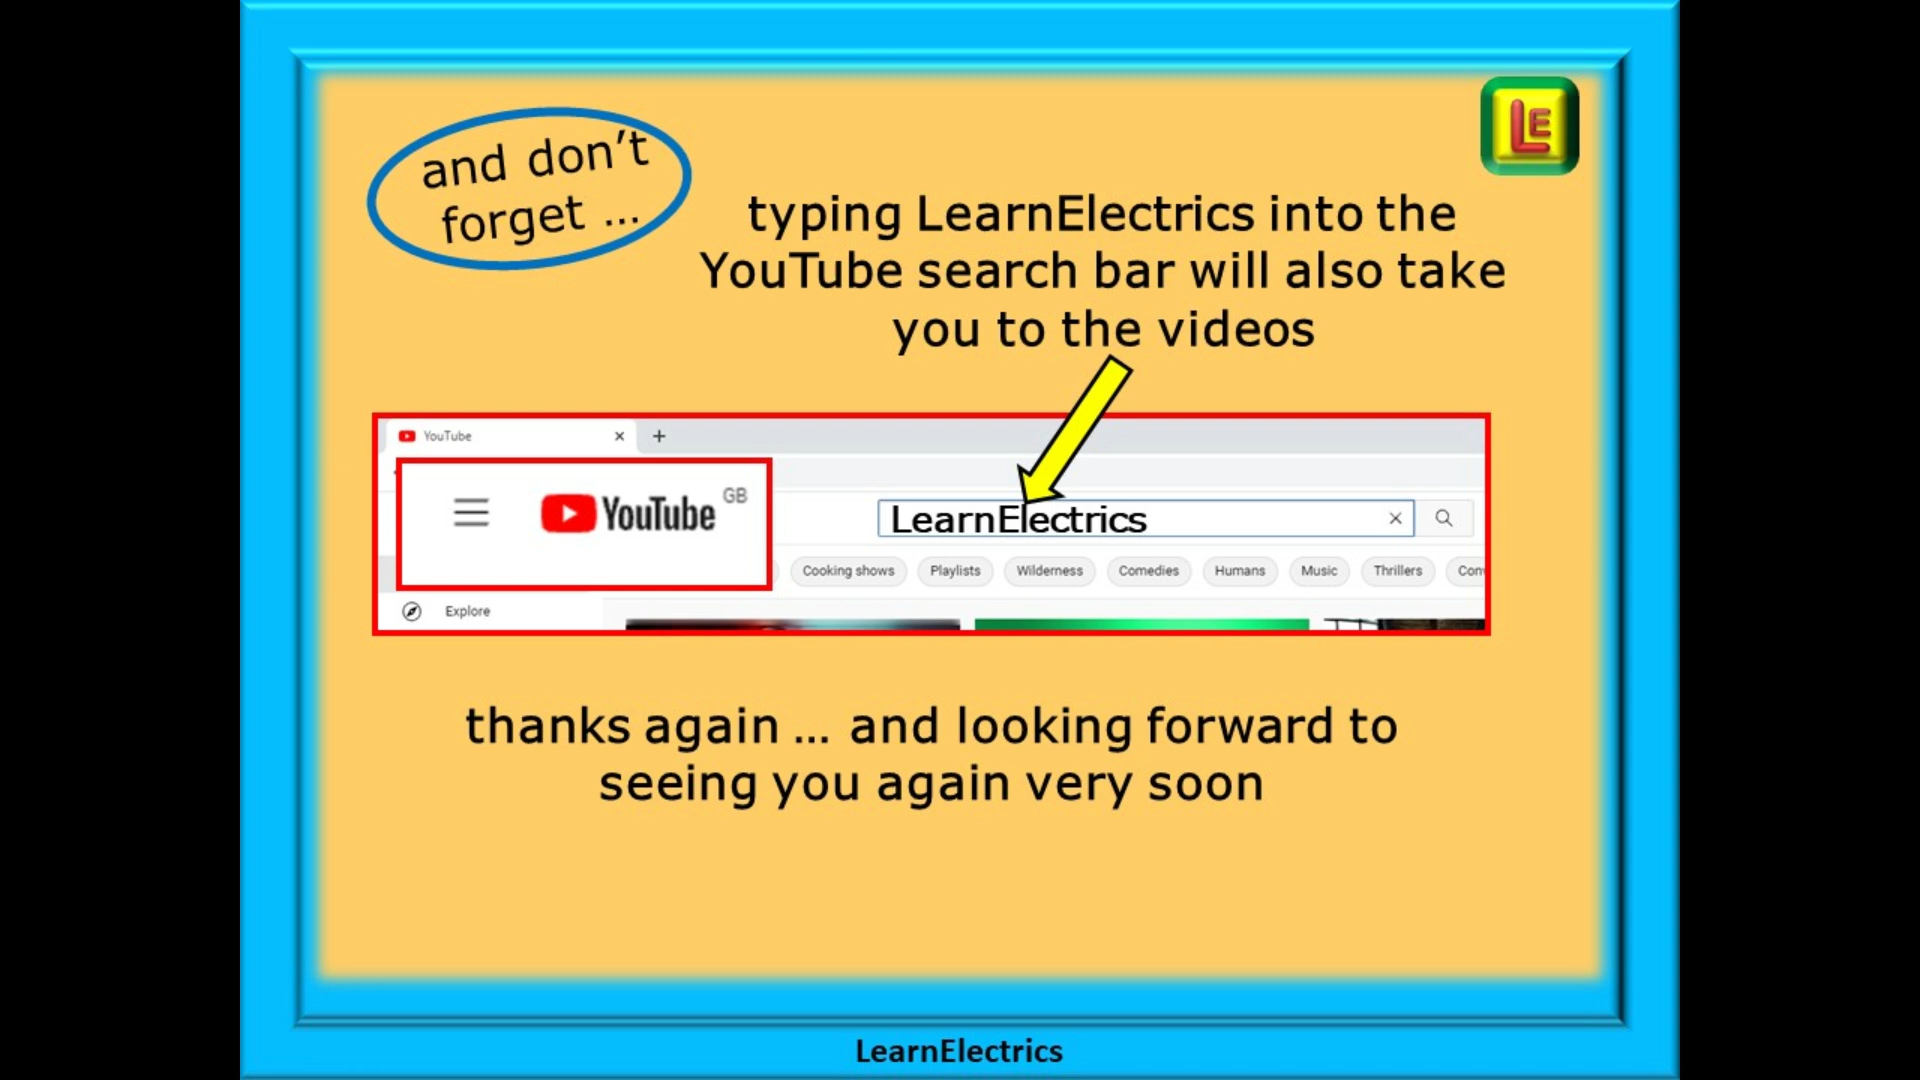 and don't
forget ...
LE
typing LearnElectrics into the
YouTube search bar will also take
you to the videos
YouTube
YouTube GB
LearnElectrics
Cooking shows Playlists Wilderness Comedies Humans Music Thrillers
Explore
thanks again ... and looking forward to
seeing you again very soon
LearnElectrics